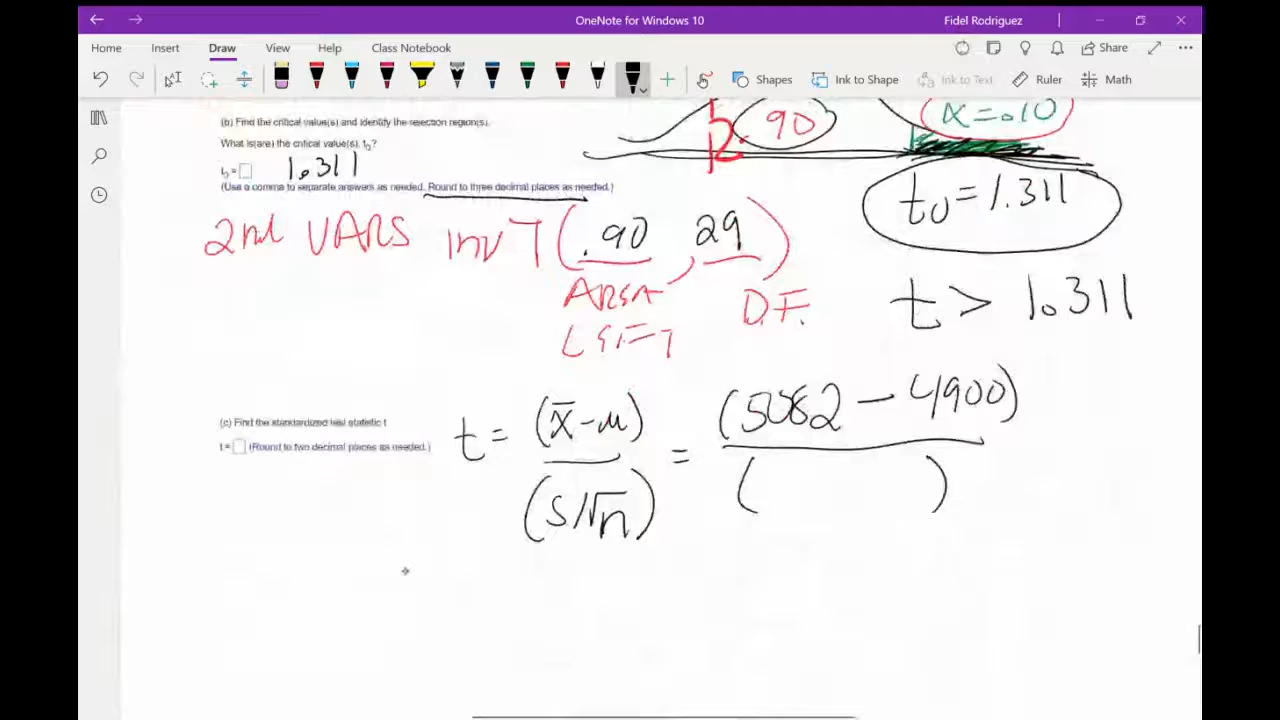 OneNote for Windows 10
Fidel Rodriguez
Home Insert Draw View Help Class Notebook
Share
Shapes Ink to Shape Ink to Text Ruler Math
(b) Find the critical value(s) and identify the rejection region(s).
.90
α=.10
What is(are) the critical value(s), t₀?
t₀= 1.311
(Use a comma to separate answers as needed. Round to three decimal places as needed.)
t₀=1.311
2nd VARS invT(.90, 29)
AREA D.F.
LEFT
t > 1.311
(c) Find the standardized test statistic t
t= (Round to two decimal places as needed.)
t = (x̄-μ) / (s/√n) = (5082 - 4900) / ( )